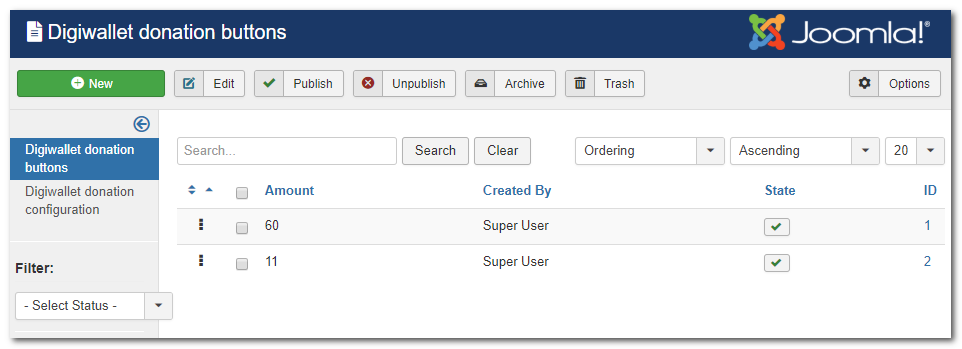 Digiwallet donation buttons
Joomla!®
New Edit Publish Unpublish Archive Trash Options
Digiwallet donation
buttons
Digiwallet donation
configuration
Filter:
- Select Status -
Search... Search Clear Ordering Ascending 20
Amount Created By State ID
60 Super User 1
11 Super User 2